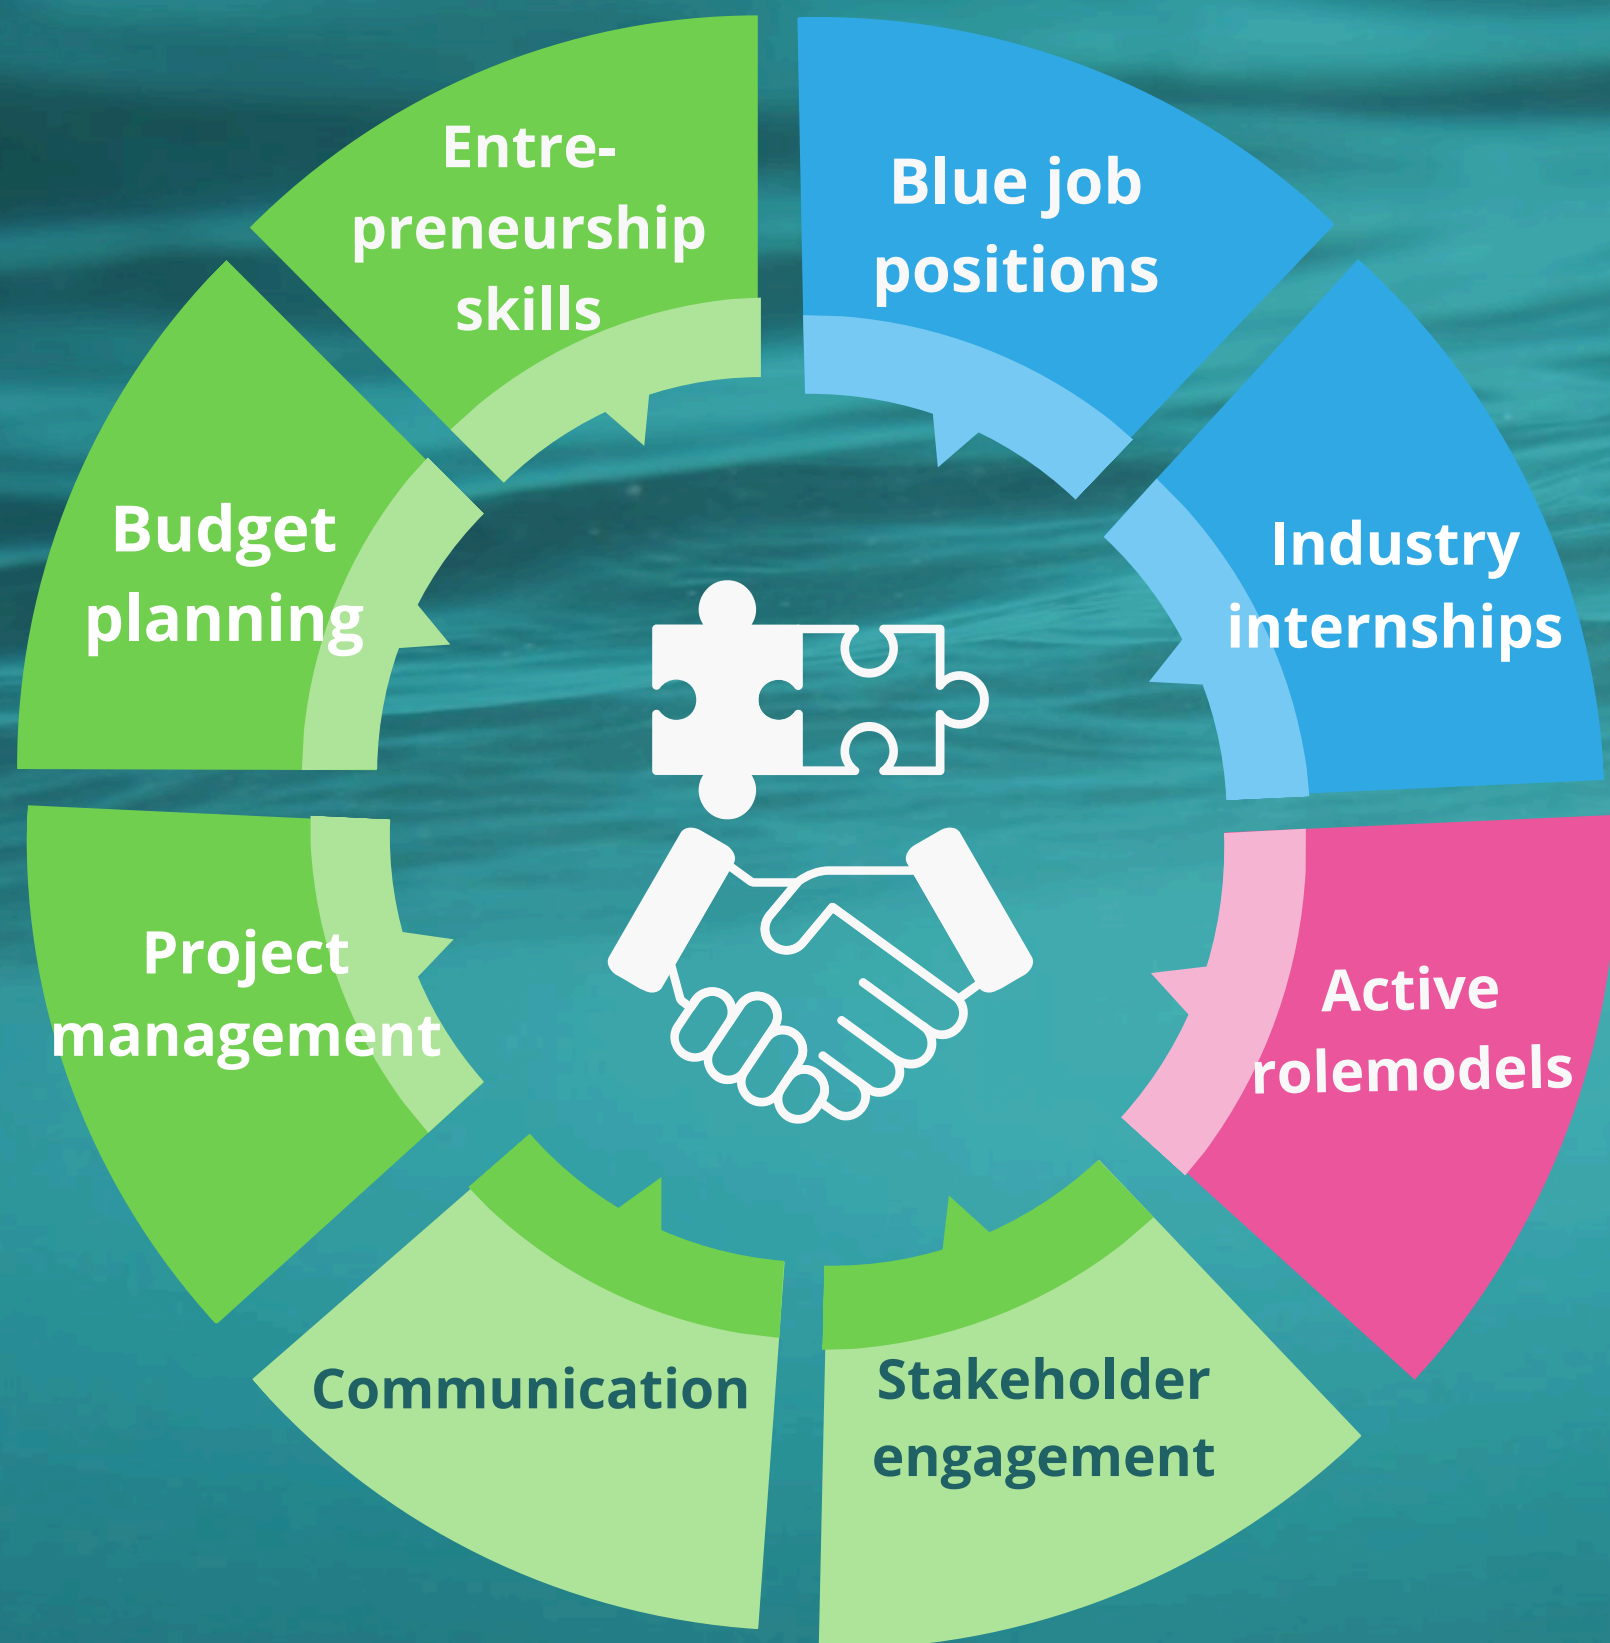 Entre-
preneurship
skills
Blue job
positions
Industry
internships
Active
rolemodels
Stakeholder
engagement
Communication
Project
management
Budget
planning